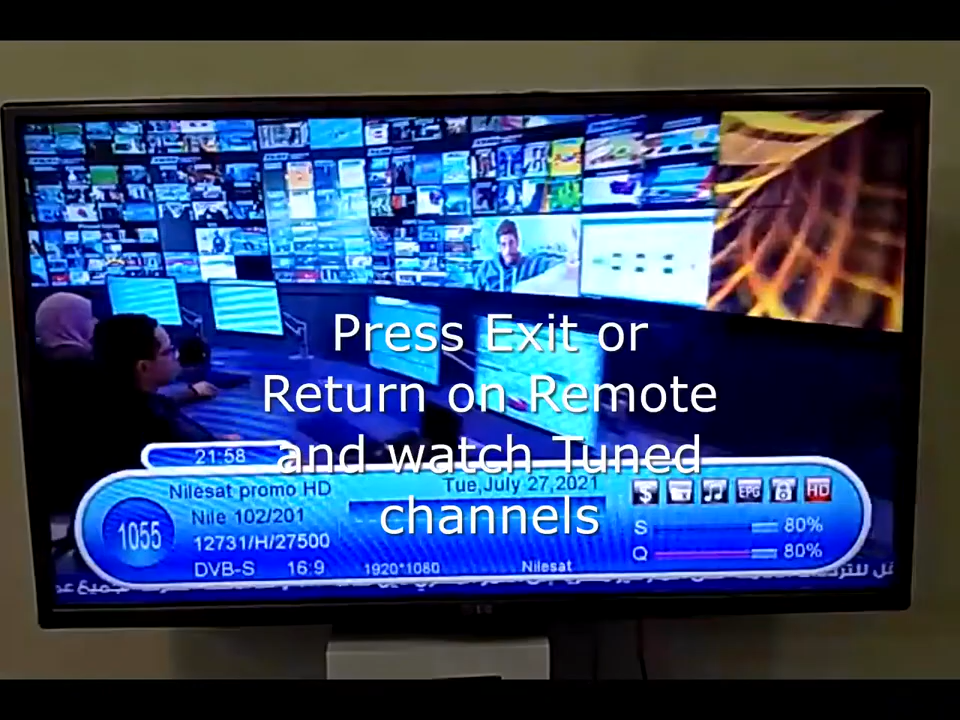 Press Exit or
Return on Remote
and watch Tuned
channels
21:58
Nilesat promo HD
Tue,July 27,2021
1055
Nile 102/201
12731/H/27500
DVB-S 16:9 1920*1080 Nilesat
$ EPG HD
S 80%
Q 80%